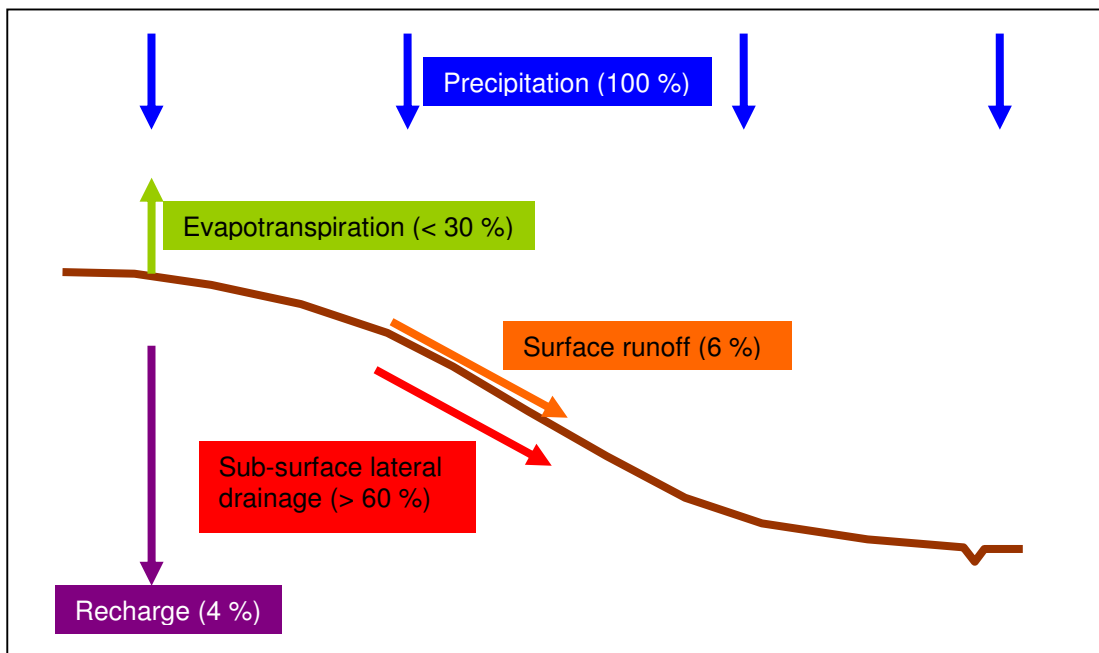 Precipitation (100 %)
Evapotranspiration (< 30 %)
Surface runoff (6 %)
Sub-surface lateral
drainage (> 60 %)
Recharge (4 %)